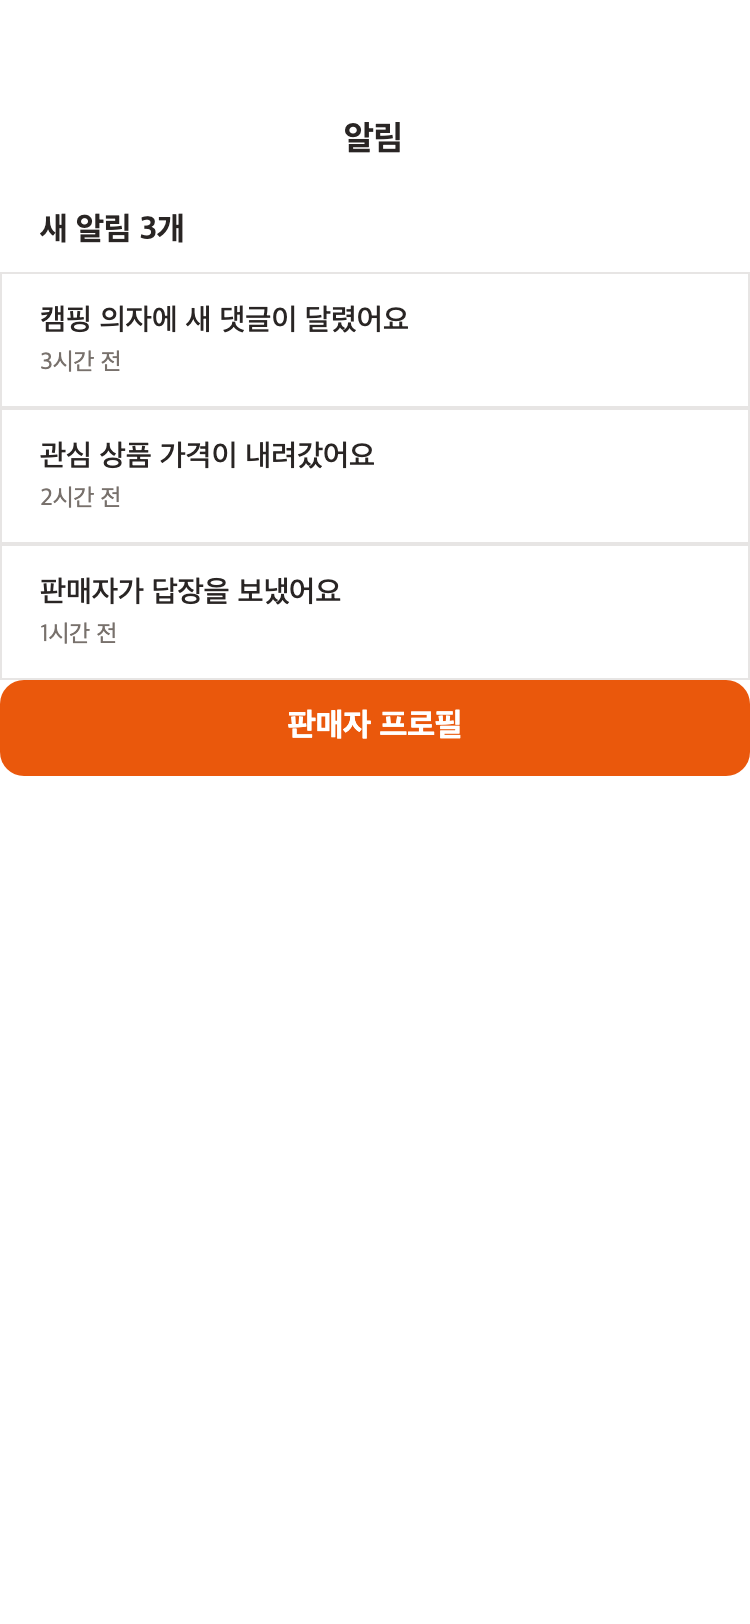 알림
새 알림 3개
캠핑 의자에 새 댓글이 달렸어요
3시간 전
관심 상품 가격이 내려갔어요
2시간 전
판매자가 답장을 보냈어요
1시간 전
판매자 프로필